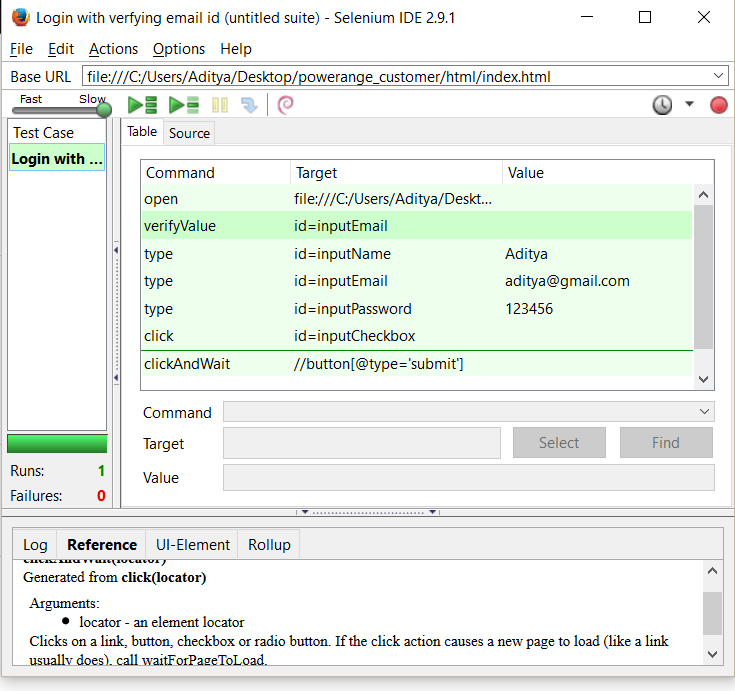 Login with verfying email id (untitled suite) - Selenium IDE 2.9.1
File Edit Actions Options Help
Base URL file:///C:/Users/Aditya/Desktop/powerange_customer/html/index.html
Fast Slow
Test Case
Login with ...
Table Source
Command Target Value
open file:///C:/Users/Aditya/Deskt...
verifyValue id=inputEmail
type id=inputName Aditya
type id=inputEmail aditya@gmail.com
type id=inputPassword 123456
click id=inputCheckbox
clickAndWait //button[@type='submit']
Command
Target Select Find
Value
Runs: 1
Failures: 0
Log Reference UI-Element Rollup
clickAndWait(locator)
Generated from click(locator)
Arguments:
● locator - an element locator
Clicks on a link, button, checkbox or radio button. If the click action causes a new page to load (like a link
usually does), call waitForPageToLoad.